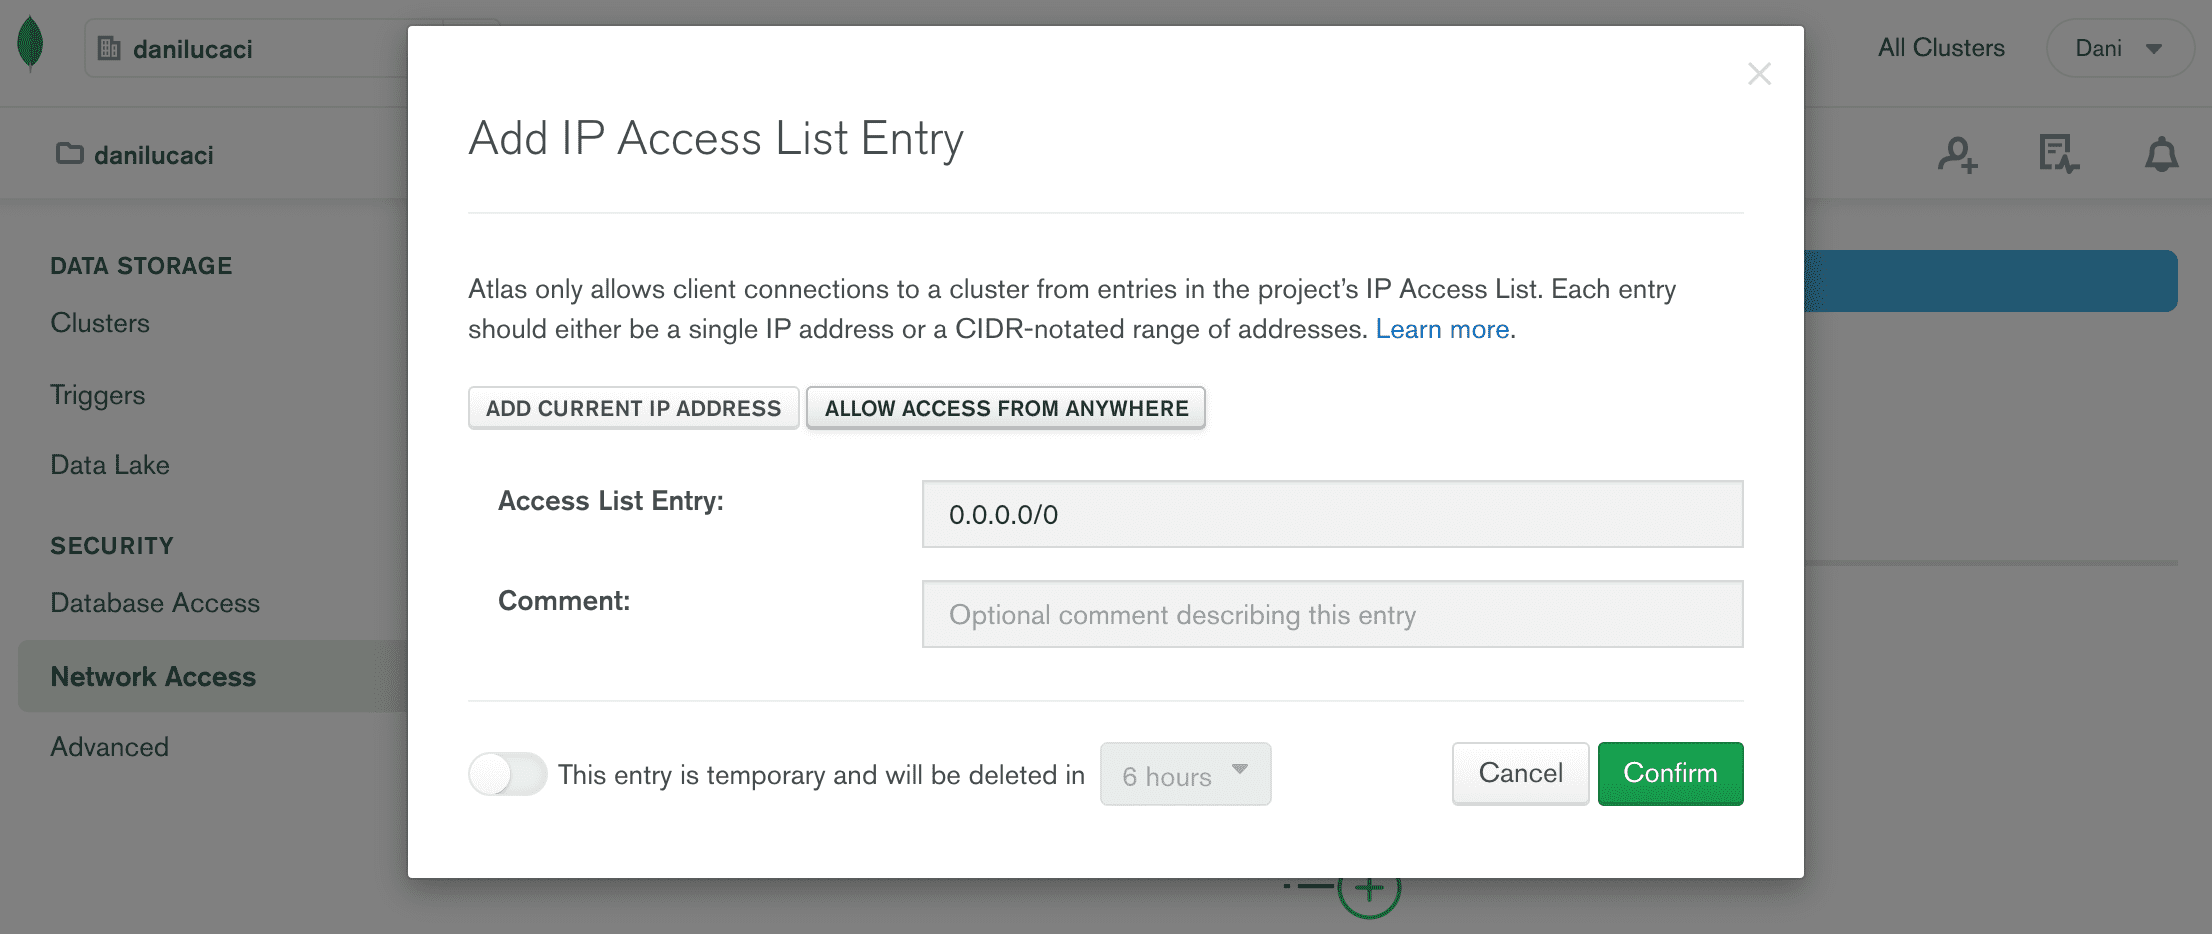 danilucaci
All Clusters
Dani
danilucaci
DATA STORAGE
Clusters
Triggers
Data Lake
SECURITY
Database Access
Network Access
Advanced
Add IP Access List Entry
Atlas only allows client connections to a cluster from entries in the project’s IP Access List. Each entry
should either be a single IP address or a CIDR-notated range of addresses. Learn more.
ADD CURRENT IP ADDRESS
ALLOW ACCESS FROM ANYWHERE
Access List Entry:
0.0.0.0/0
Comment:
Optional comment describing this entry
This entry is temporary and will be deleted in
6 hours
Cancel
Confirm